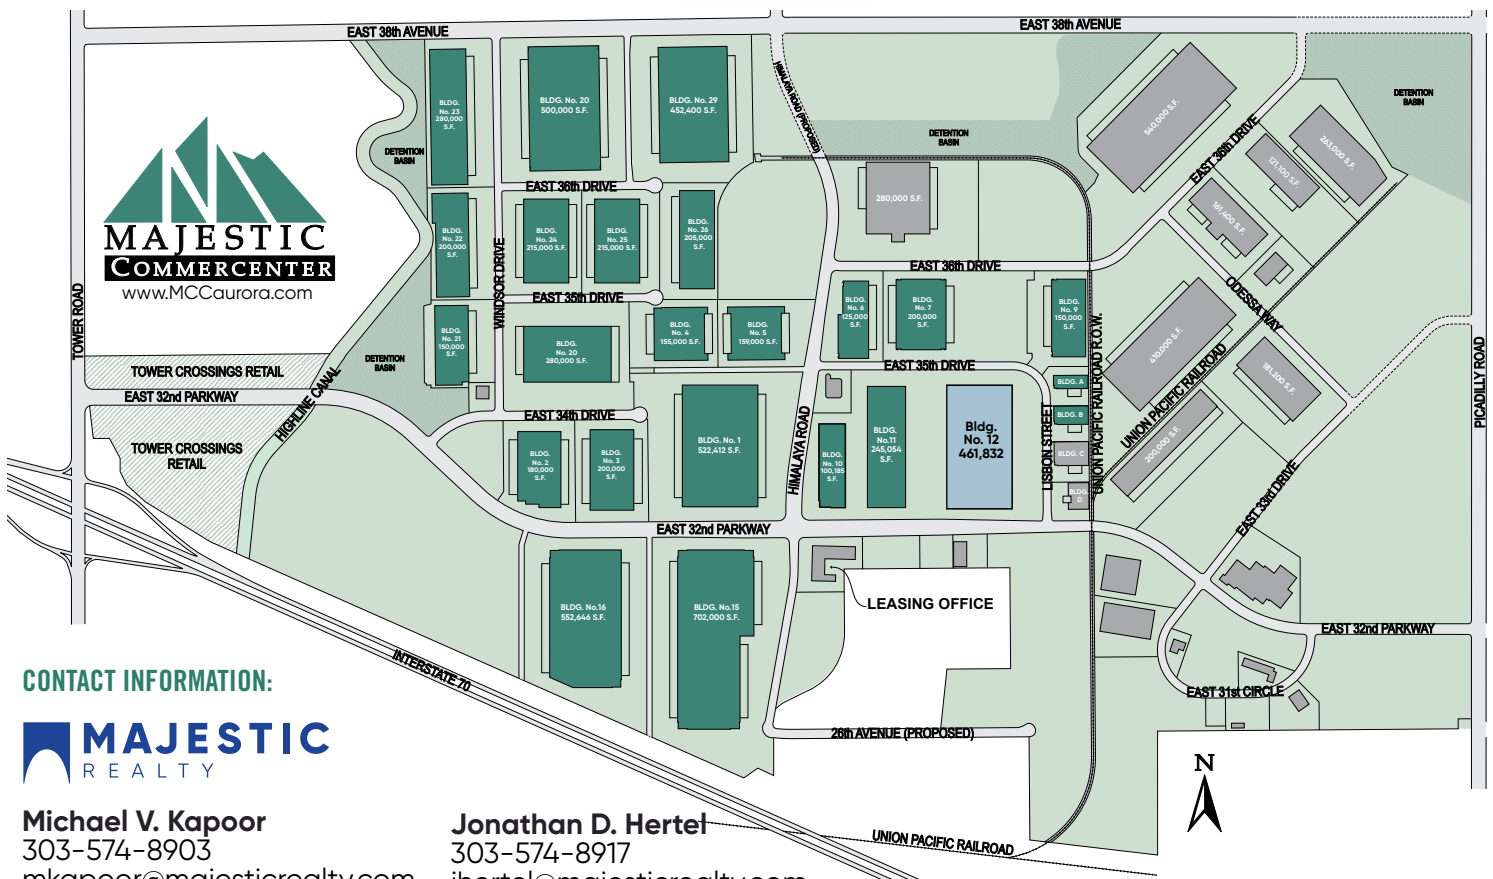 EAST 38th AVENUE
EAST 38th AVENUE
BLDG.
No. 23
280,000
S.F.
BLDG. No. 20
500,000 S.F.
BLDG. No. 29
452,400 S.F.
HIMALAYA ROAD (PROPOSED)
DETENTION
BASIN
540,000 S.F.
DETENTION
BASIN
DETENTION
BASIN
EAST 36th DRIVE
121,100 S.F.
263,000 S.F.
161,400 S.F.
MAJESTIC
COMMERCENTER
www.MCCaurora.com
EAST 36th DRIVE
280,000 S.F.
BLDG.
No. 22
200,000
S.F.
WINDSOR DRIVE
BLDG.
No. 24
215,000 S.F.
BLDG.
No. 25
215,000 S.F.
BLDG.
No. 26
205,000
S.F.
EAST 36th DRIVE
EAST 35th DRIVE
ODESSA WAY
TOWER ROAD
BLDG.
No. 21
150,000
S.F.
BLDG.
No. 20
280,000 S.F.
BLDG.
No. 4
155,000 S.F.
BLDG.
No. 5
159,000 S.F.
BLDG.
No. 6
125,000
S.F.
BLDG.
No. 7
200,000
S.F.
BLDG.
No. 9
150,000
S.F.
410,000 S.F.
181,200 S.F.
PICADILLY ROAD
DETENTION
BASIN
TOWER CROSSINGS RETAIL
EAST 32nd PARKWAY
HIGHLINE CANAL
TOWER CROSSINGS
RETAIL
EAST 35th DRIVE
BLDG. A
BLDG. B
BLDG. C
BLDG.
D
LISBON STREET
UNION PACIFIC RAILROAD R.O.W.
UNION PACIFIC RAILROAD
200,000 S.F.
EAST 34th DRIVE
BLDG.
No. 2
180,000
S.F.
BLDG.
No. 3
200,000
S.F.
BLDG. No. 1
522,412 S.F.
HIMALAYA ROAD
BLDG.
No. 10
100,185
S.F.
BLDG.
No.11
245,054
S.F.
Bldg.
No. 12
461,832
EAST 33rd DRIVE
EAST 32nd PARKWAY
BLDG. No.16
552,646 S.F.
BLDG. No.15
702,000 S.F.
LEASING OFFICE
EAST 32nd PARKWAY
INTERSTATE 70
EAST 31st CIRCLE
26th AVENUE (PROPOSED)
N
UNION PACIFIC RAILROAD
CONTACT INFORMATION:
MAJESTIC
REALTY
Michael V. Kapoor
303-574-8903
mkapoor@majesticrealty.com
Jonathan D. Hertel
303-574-8917
jhertel@majesticrealty.com